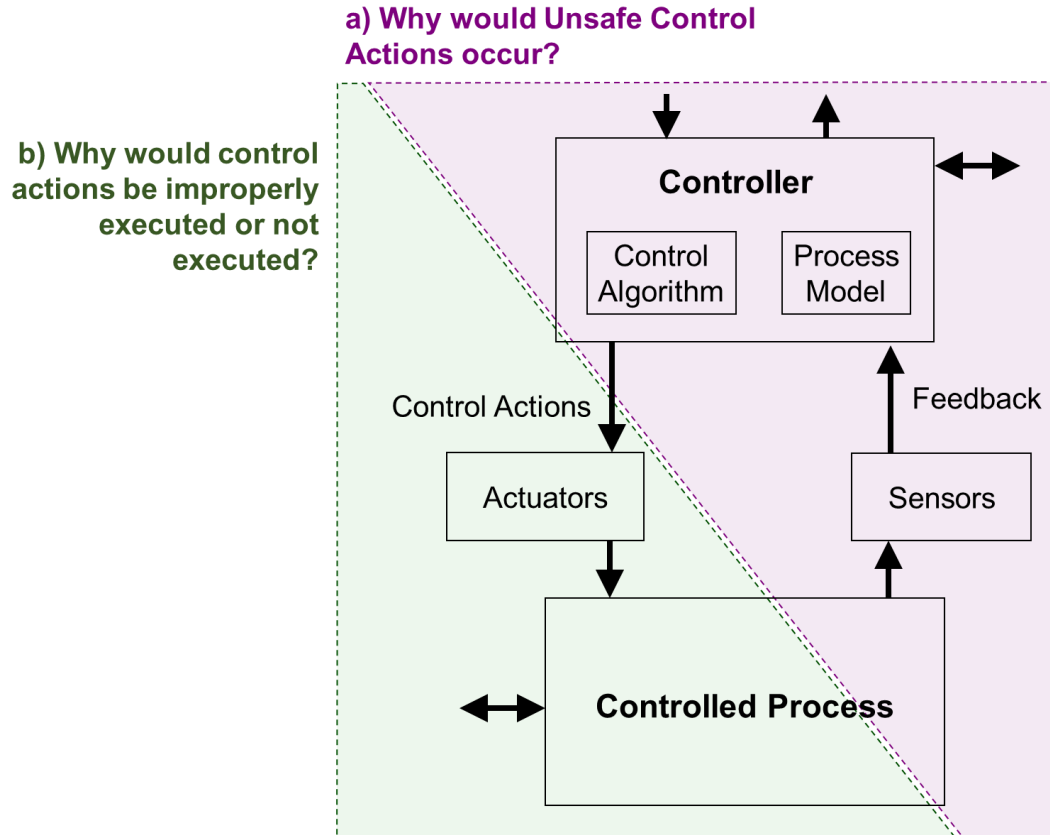 a) Why would Unsafe Control
Actions occur?
b) Why would control
actions be improperly
executed or not
executed?
Controller
Control
Algorithm
Process
Model
Control Actions
Feedback
Actuators
Sensors
Controlled Process